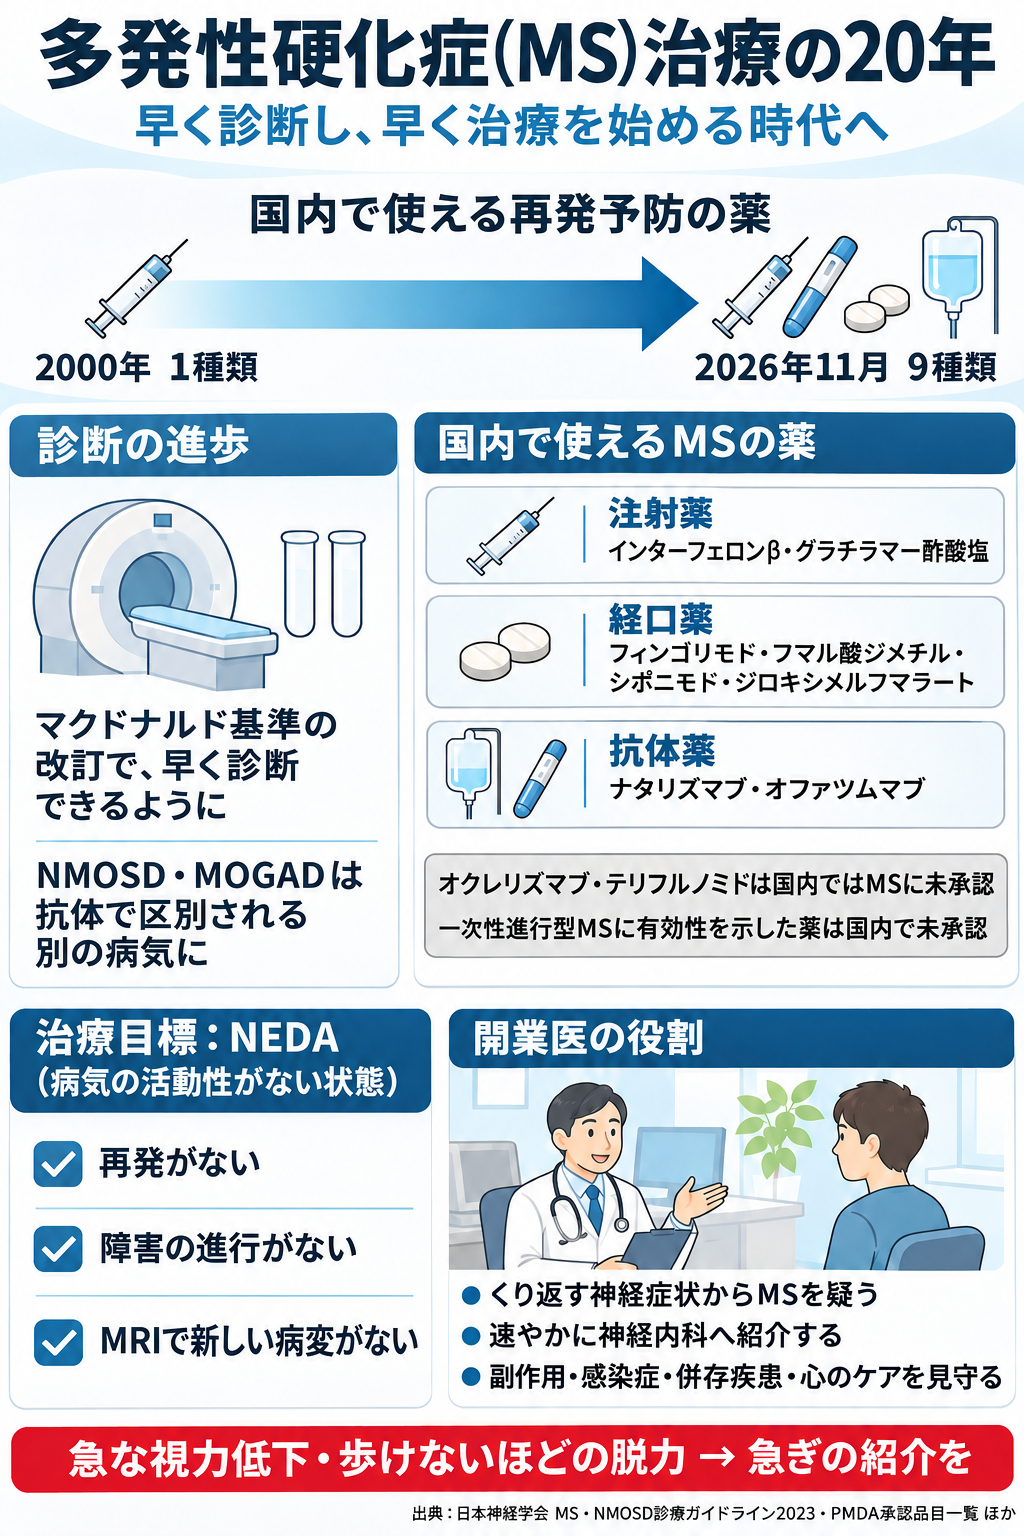 多発性硬化症(MS)治療の20年
早く診断し、早く治療を始める時代へ
国内で使える再発予防の薬
2000年 1種類
2026年11月 9種類
診断の進歩
マクドナルド基準の
改訂で、早く診断
できるように
NMOSD・MOGADは
抗体で区別される
別の病気に
国内で使えるMSの薬
注射薬
インターフェロンβ・グラチラマー酢酸塩
経口薬
フィンゴリモド・フマル酸ジメチル・
シポニモド・ジロキシメルフマラート
抗体薬
ナタリズマブ・オファツムマブ
オクレリズマブ・テリフルノミドは国内ではMSに未承認
一次性進行型MSに有効性を示した薬は国内で未承認
治療目標：NEDA
（病気の活動性がない状態）
再発がない
障害の進行がない
MRIで新しい病変がない
開業医の役割
● くり返す神経症状からMSを疑う
● 速やかに神経内科へ紹介する
● 副作用・感染症・併存疾患・心のケアを見守る
急な視力低下・歩けないほどの脱力 → 急ぎの紹介を
出典：日本神経学会 MS・NMOSD診療ガイドライン2023・PMDA承認品目一覧 ほか